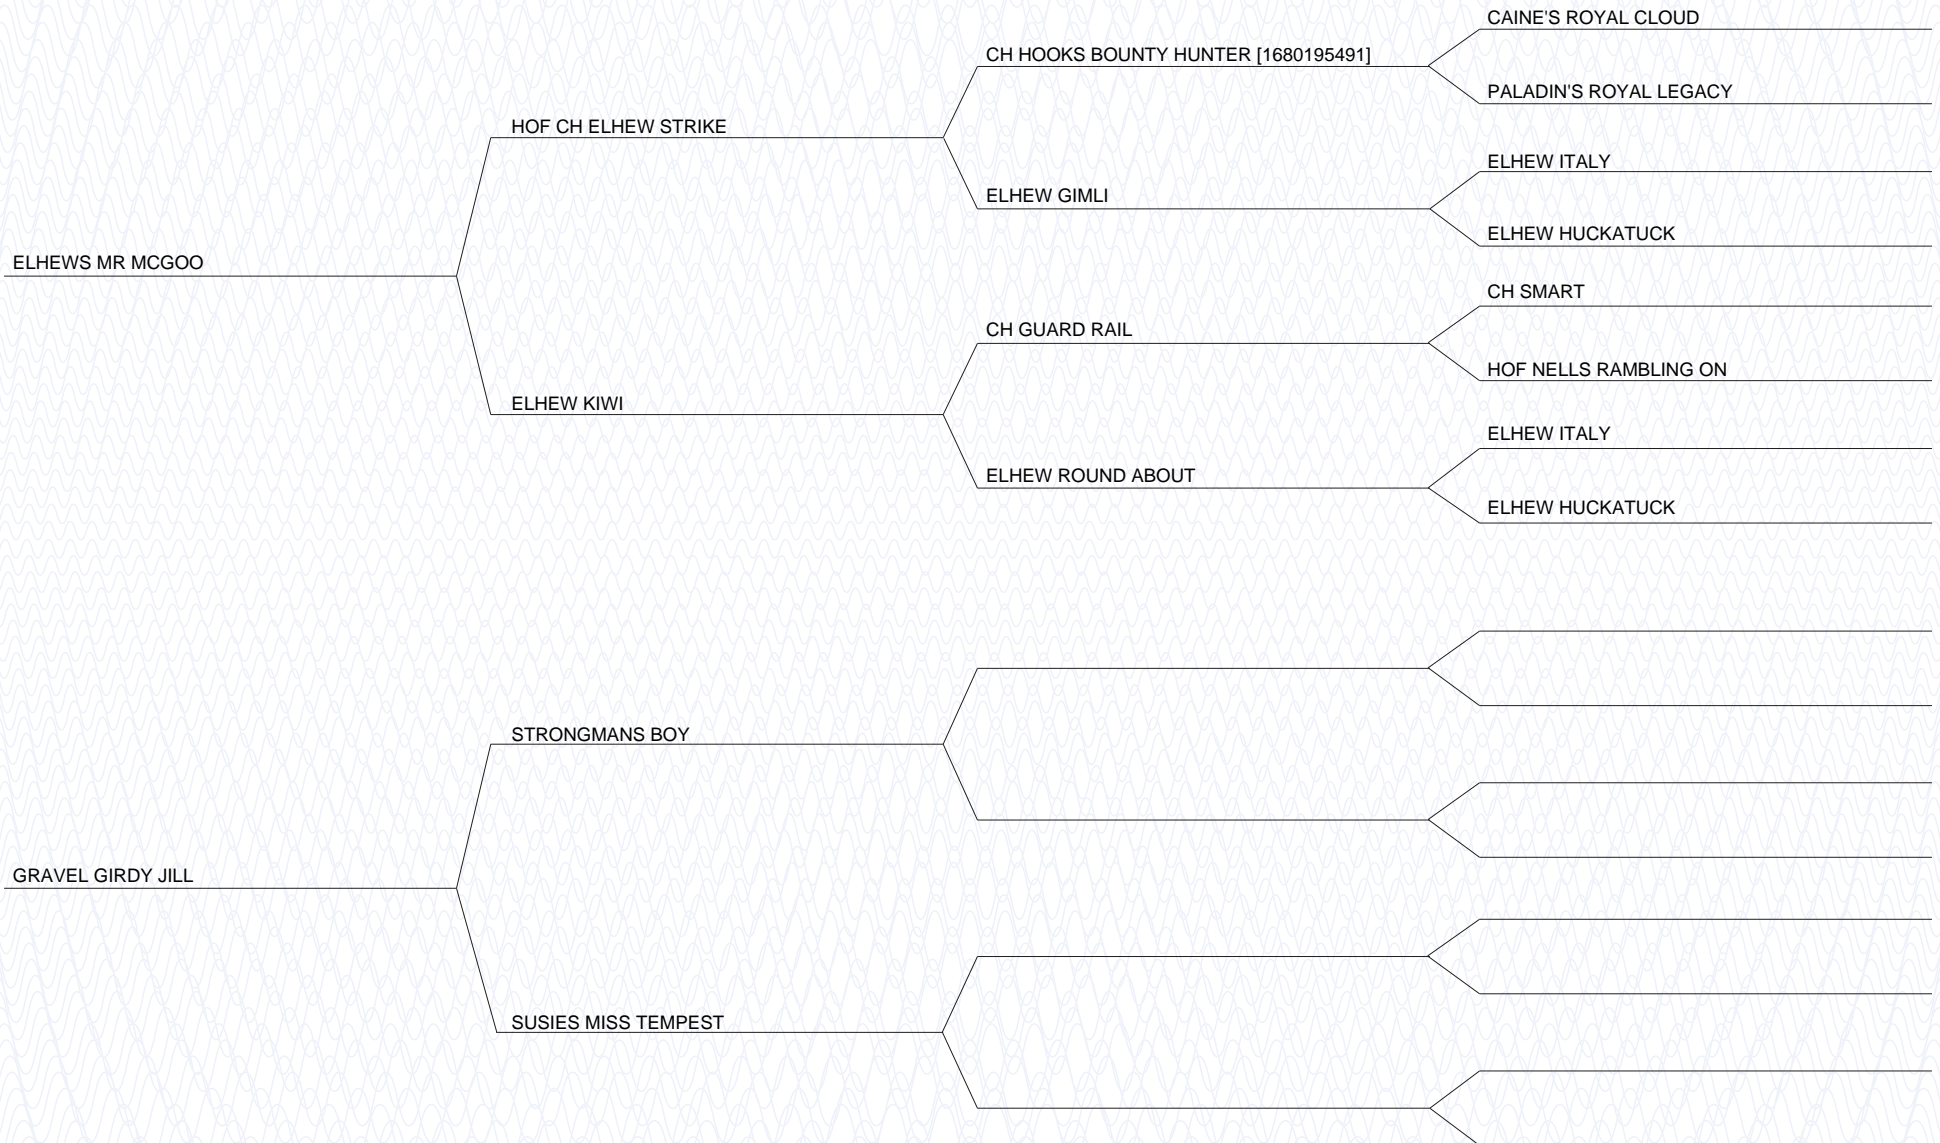 CAINE'S ROYAL CLOUD
CH HOOKS BOUNTY HUNTER [1680195491]
PALADIN'S ROYAL LEGACY
HOF CH ELHEW STRIKE
ELHEW ITALY
ELHEW GIMLI
ELHEW HUCKATUCK
ELHEWS MR MCGOO
CH SMART
CH GUARD RAIL
HOF NELLS RAMBLING ON
ELHEW KIWI
ELHEW ITALY
ELHEW ROUND ABOUT
ELHEW HUCKATUCK
STRONGMANS BOY
GRAVEL GIRDY JILL
SUSIES MISS TEMPEST